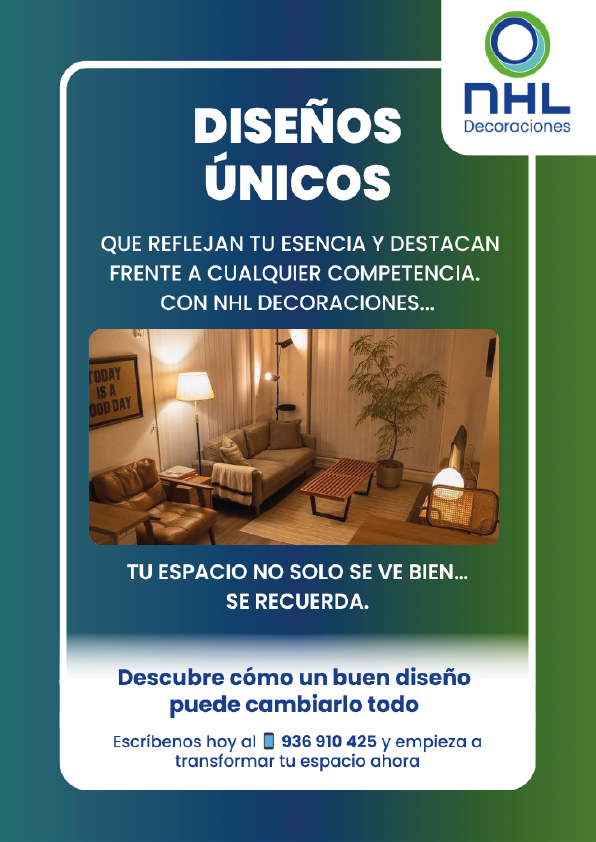 nHL
Decoraciones
DISEÑOS
ÚNICOS
QUE REFLEJAN TU ESENCIA Y DESTACAN
FRENTE A CUALQUIER COMPETENCIA.
CON NHL DECORACIONES...
TODAY
IS A
GOOD DAY
TU ESPACIO NO SOLO SE VE BIEN...
SE RECUERDA.
Descubre cómo un buen diseño
puede cambiarlo todo
Escríbenos hoy al 📱 936 910 425 y empieza a
transformar tu espacio ahora